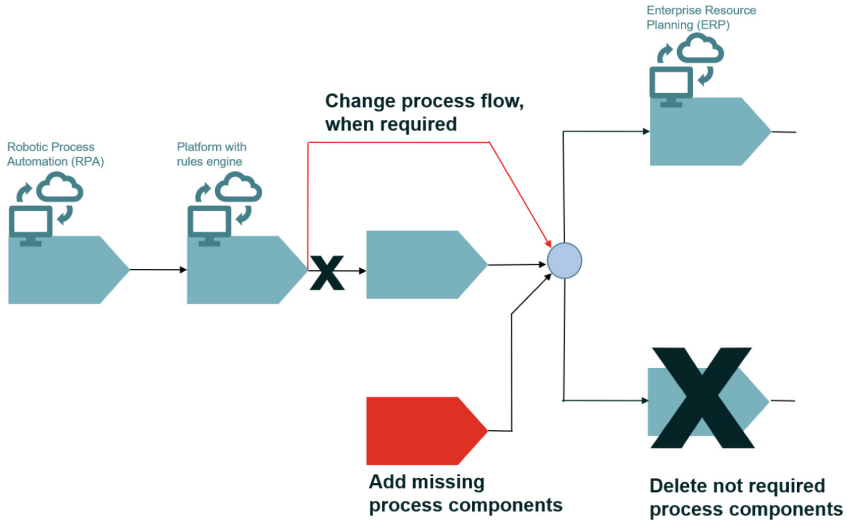 Enterprise Resource
Planning (ERP)
Change process flow,
when required
Robotic Process
Automation (RPA)
Platform with
rules engine
X
X
Add missing
process components
Delete not required
process components